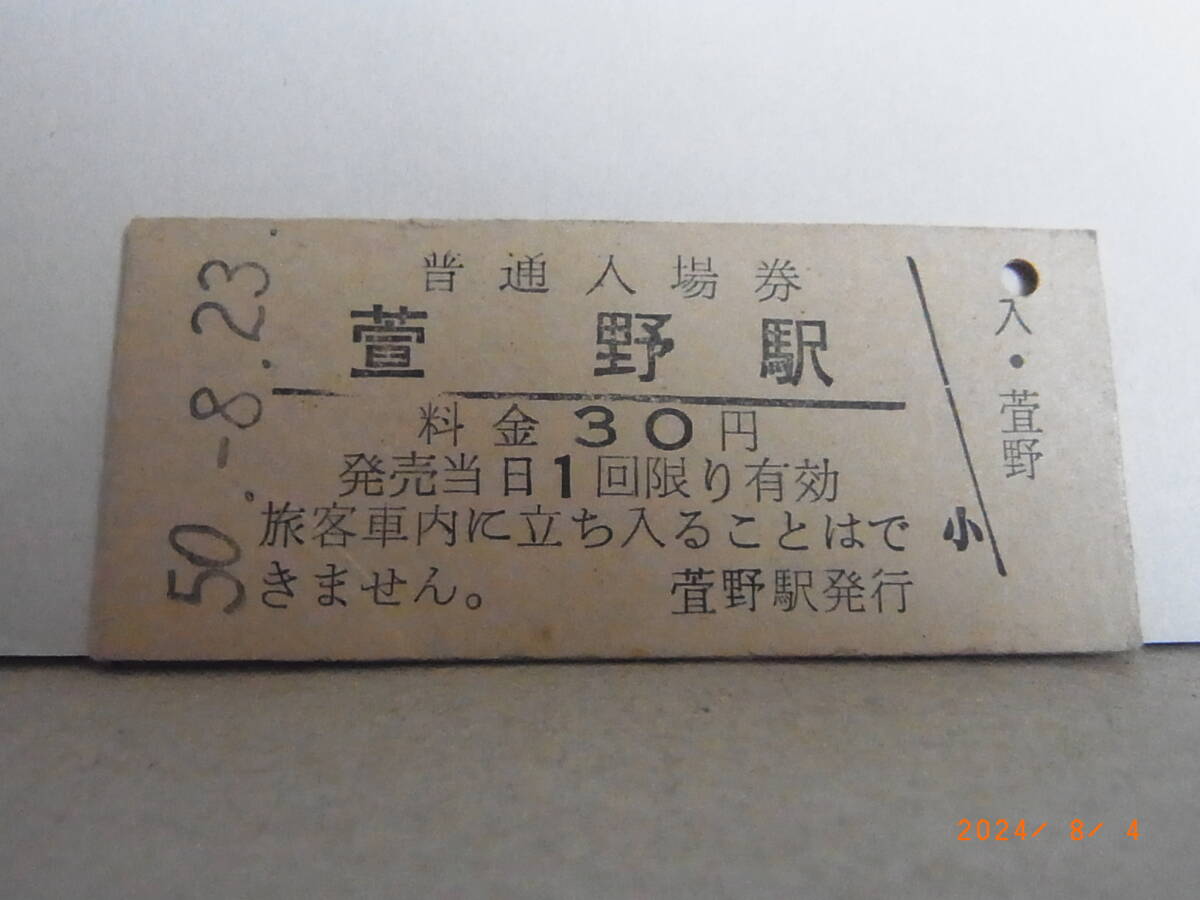 50.-8.23
普通入場券
萱野駅
料金30円
発売当日1回限り有効
旅客車内に立ち入ることはで
きません。 萱野駅発行
小
入・萱野
2024/ 8/ 4